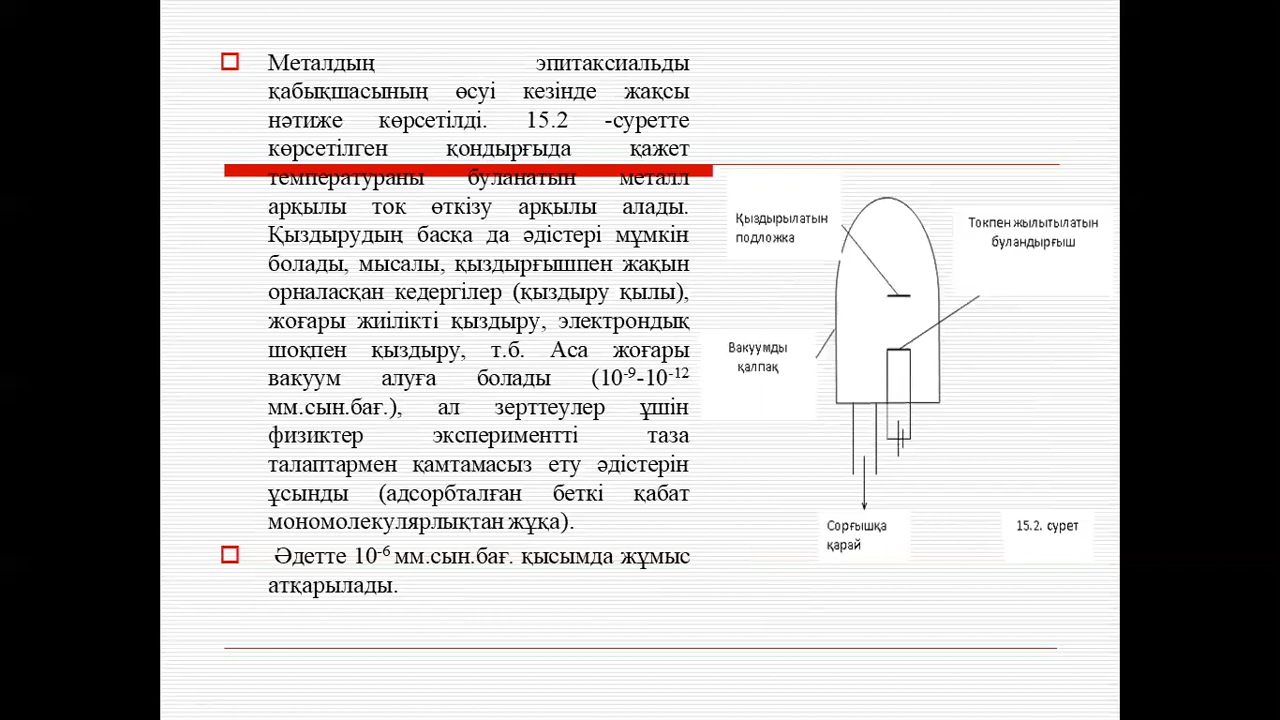 Металдың эпитаксиальды
қабықшасының өсуі кезінде жақсы
нәтиже көрсетілді. 15.2 -суретте
көрсетілген қондырғыда қажет
температураны буланатын металл
арқылы ток өткізу арқылы алады.
Қыздырудың басқа да әдістері мұмкін
болады, мысалы, қыздырғышпен жақын
орналасқан кедергілер (қыздыру қылы),
жоғары жиілікті қыздыру, электрондық
шоқпен қыздыру, т.б. Аса жоғары
вакуум алуға болады (10⁻⁹-10⁻¹²
мм.сын.бағ.), ал зерттеулер ұшін
физиктер экспериментті таза
талаптармен қамтамасыз ету әдістерін
ұсынды (адсорбталған беткі қабат
мономолекулярлықтан жұқа).
Әдетте 10⁻⁶ мм.сын.бағ. қысымда жұмыс
атқарылады.
Қыздырылатын
подложка
Токпен жылытылатын
буландырғыш
Вакуумды
қалпақ
Сорғышқа
қарай
15.2. сурет